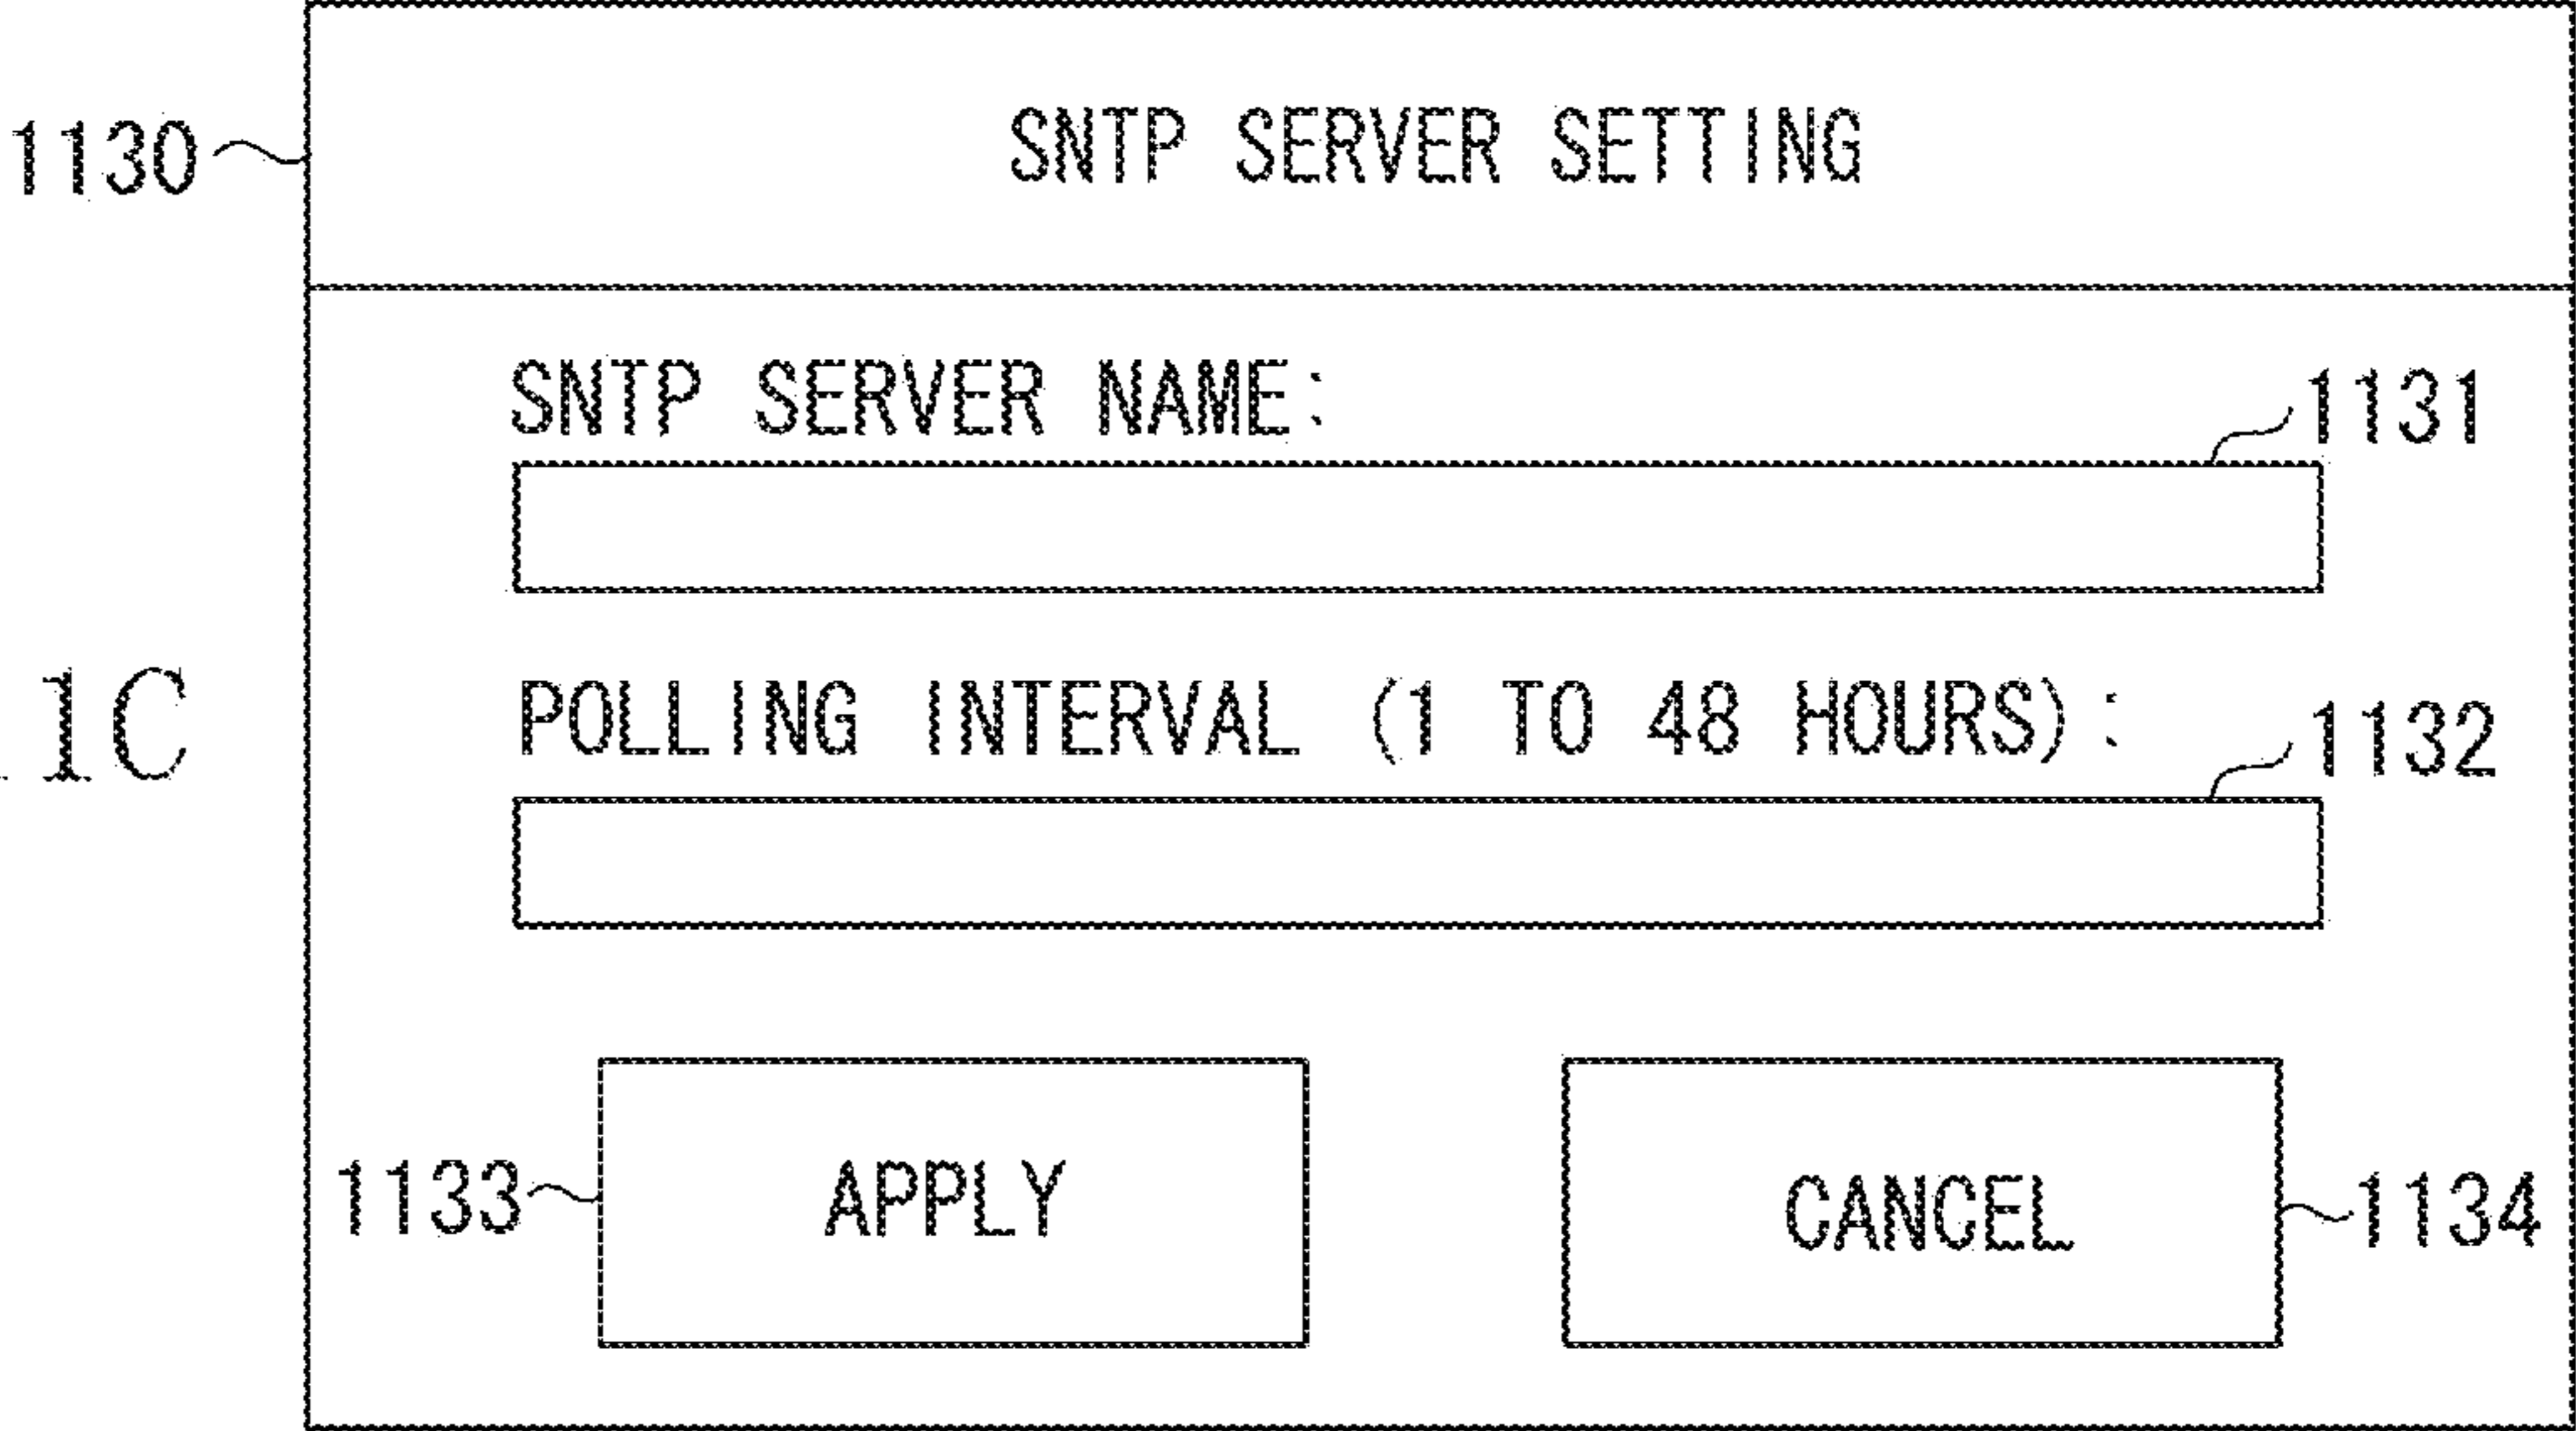 1130
SNTP SERVER SETTING
SNTP SERVER NAME:
1131
1C
POLLING INTERVAL (1 TO 48 HOURS):
1132
1133
APPLY
CANCEL
1134